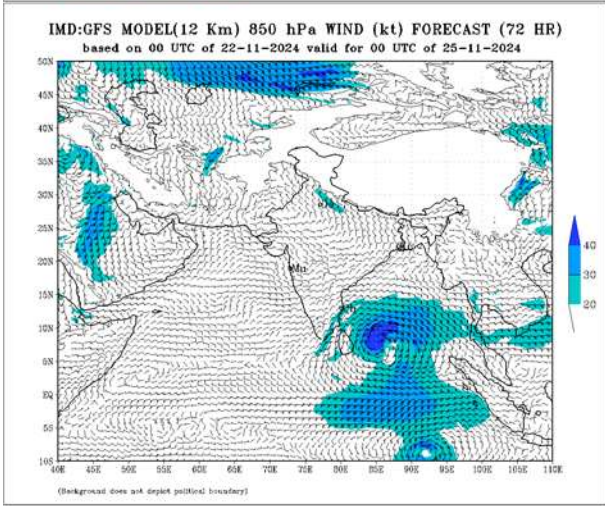 IMD:GFS MODEL(12 Km) 850 hPa WIND (kt) FORECAST (72 HR)
based on 00 UTC of 22-11-2024 valid for 00 UTC of 25-11-2024
50N
45N
40N
35N
30N
25N
20N
15N
10N
5N
EQ
5S
10S
40
30
20
40E 45E 50E 55E 60E 65E 70E 75E 80E 85E 90E 95E 100E 105E 110E
(Background does not depict political boundary)